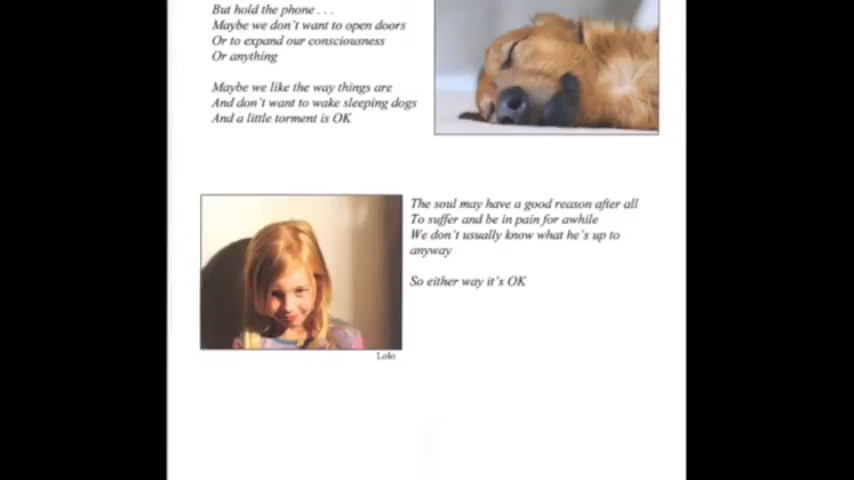 But hold the phone . . .
Maybe we don't want to open doors
Or to expand our consciousness
Or anything
Maybe we like the way things are
And don't want to wake sleeping dogs
And a little torment is OK
The soul may have a good reason after all
To suffer and be in pain for awhile
We don't usually know what he's up to
anyway
So either way it's OK
Lolo